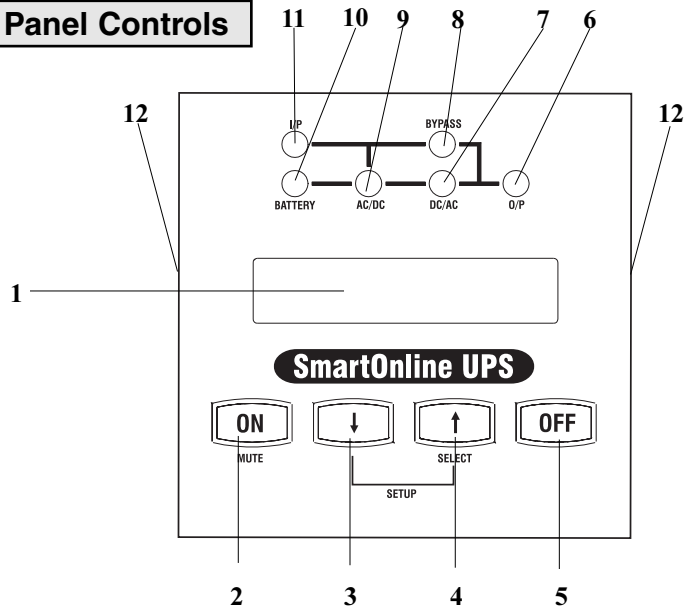 Panel Controls
11 10 9 8 7 6
12 12
I/P BYPASS
BATTERY AC/DC DC/AC O/P
1
SmartOnline UPS
ON ↓ ↑ OFF
MUTE SELECT
SETUP
2 3 4 5